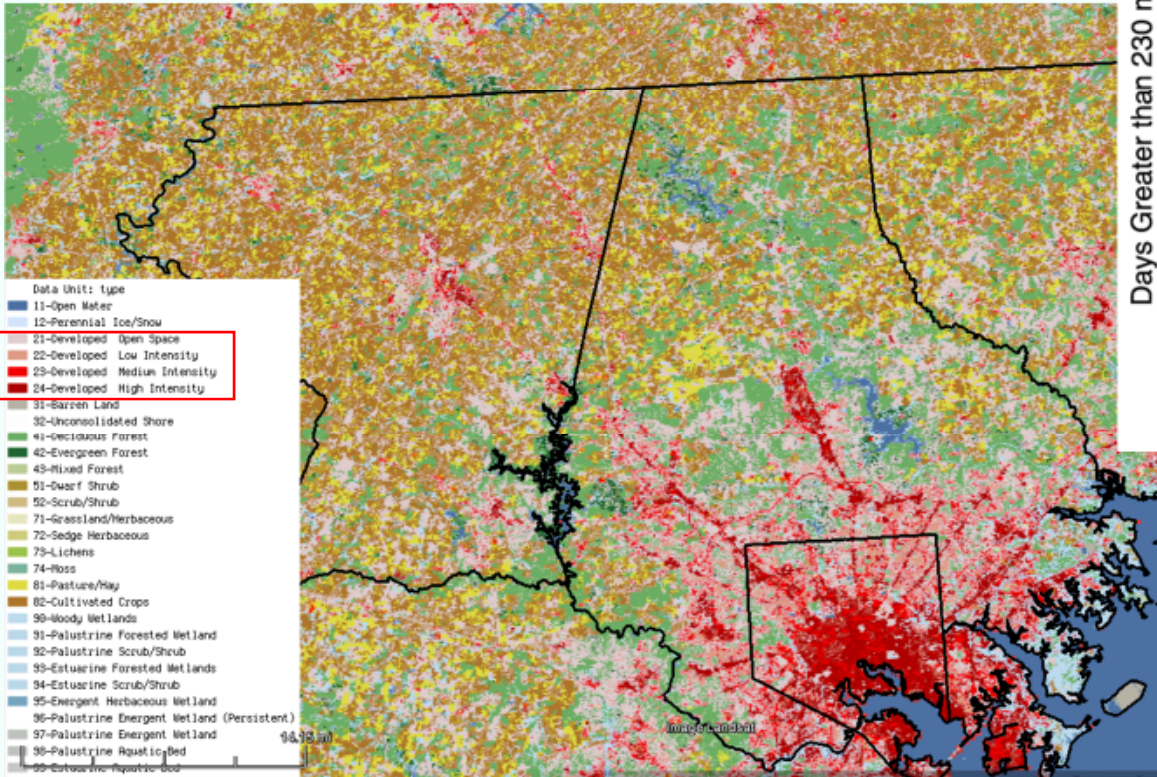 Data Unit: type
11-Open Water
12-Perennial Ice/Snow
21-Developed Open Space
22-Developed Low Intensity
23-Developed Medium Intensity
24-Developed High Intensity
31-Barren Land
32-Unconsolidated Shore
41-Deciduous Forest
42-Evergreen Forest
43-Mixed Forest
51-Dwarf Shrub
52-Scrub/Shrub
71-Grassland/Herbaceous
72-Sedge Herbaceous
73-Lichens
74-Moss
81-Pasture/Hay
82-Cultivated Crops
90-Woody Wetlands
91-Palustrine Forested Wetland
92-Palustrine Scrub/Shrub
93-Estuarine Forested Wetlands
94-Estuarine Scrub/Shrub
95-Emergent Herbaceous Wetland
96-Palustrine Emergent Wetland (Persistent)
97-Palustrine Emergent Wetland
98-Palustrine Aquatic Bed
99-Estuarine Aquatic Bed
mi
Image Landsat
Days Greater than 230